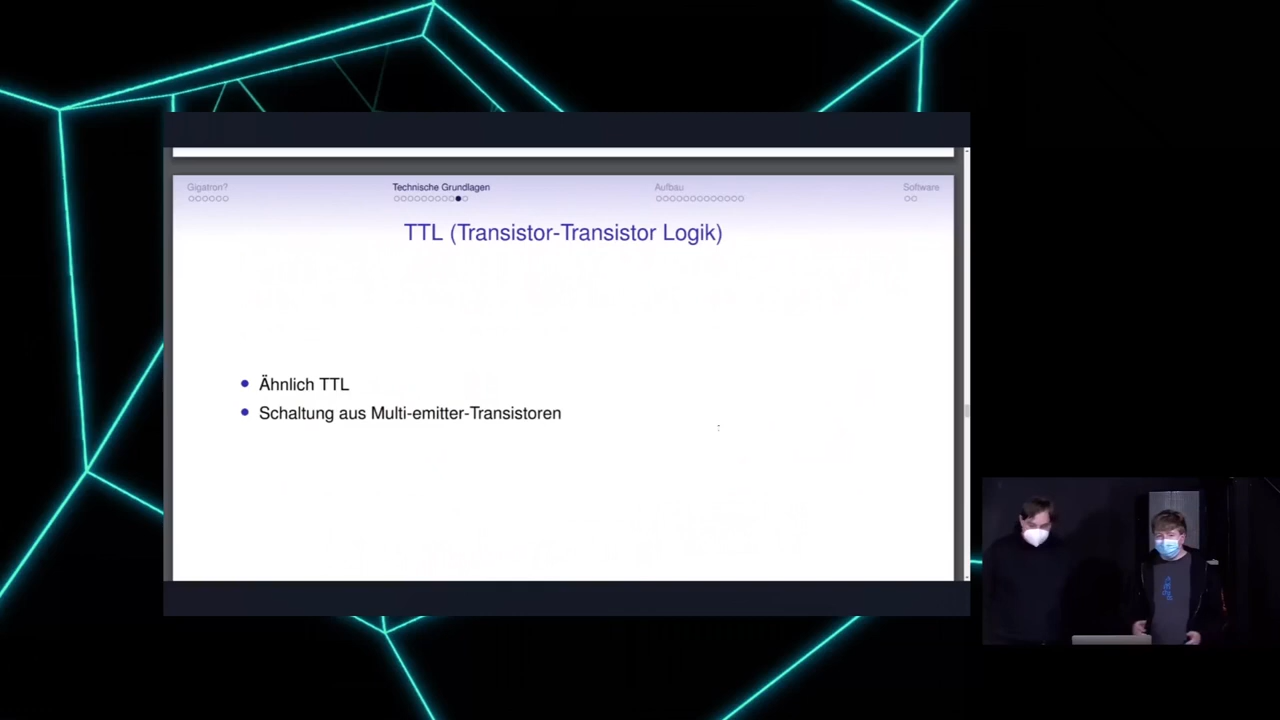 Gigatron? Technische Grundlagen Aufbau Software
TTL (Transistor-Transistor Logik)
Ähnlich TTL
Schaltung aus Multi-emitter-Transistoren